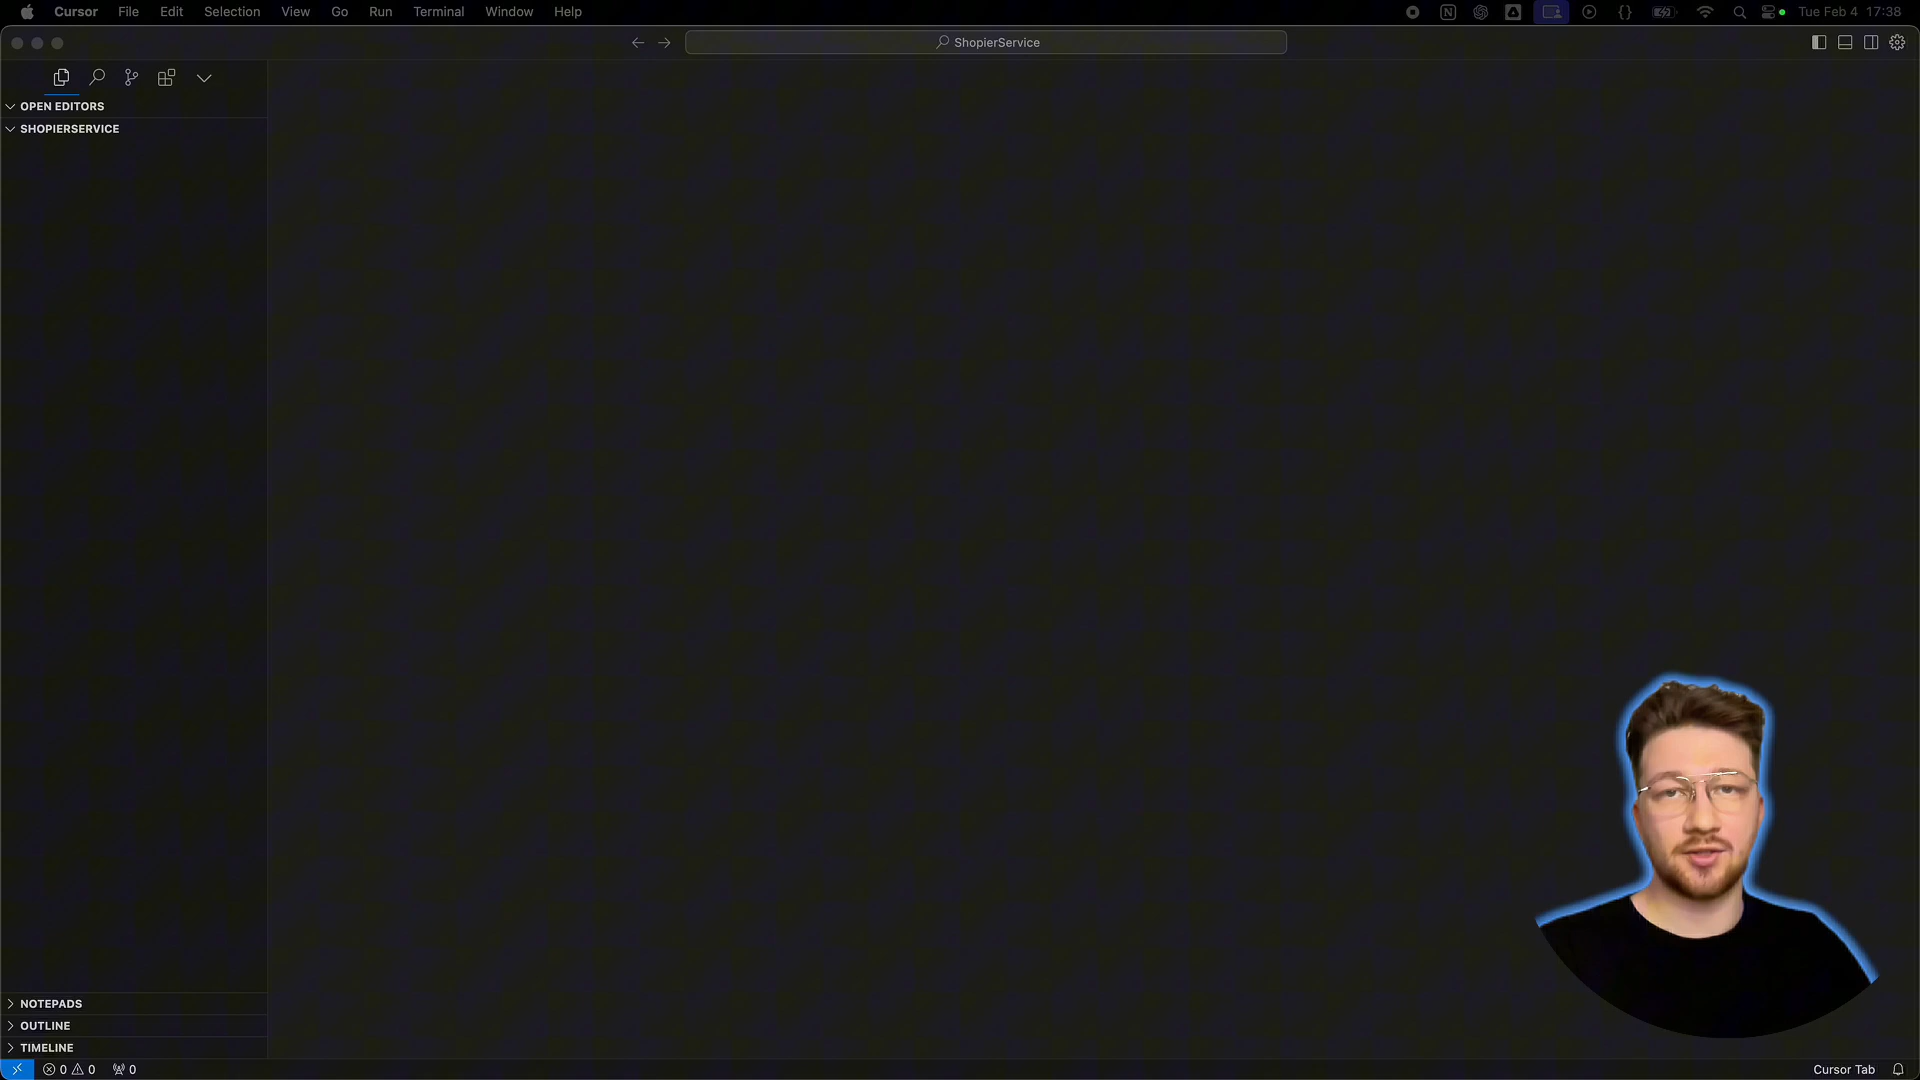 Cursor File Edit Selection View Go Run Terminal Window Help Tue Feb 4 17:38
ShopierService
OPEN EDITORS
SHOPIERSERVICE
NOTEPADS
OUTLINE
TIMELINE
0 0 0 Cursor Tab